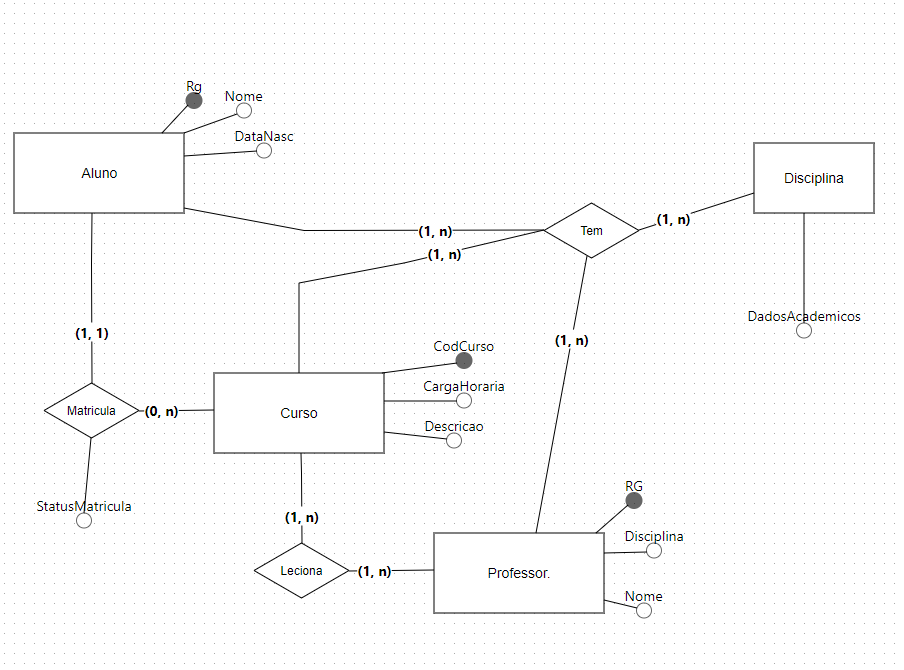 Rg
Nome
DataNasc
Aluno
Disciplina
(1, n)
Tem
(1, n)
(1, n)
DadosAcademicos
(1, 1)
(1, n)
CodCurso
CargaHoraria
Matricula
(0, n)
Curso
Descricao
StatusMatricula
RG
(1, n)
Disciplina
Leciona
(1, n)
Professor.
Nome